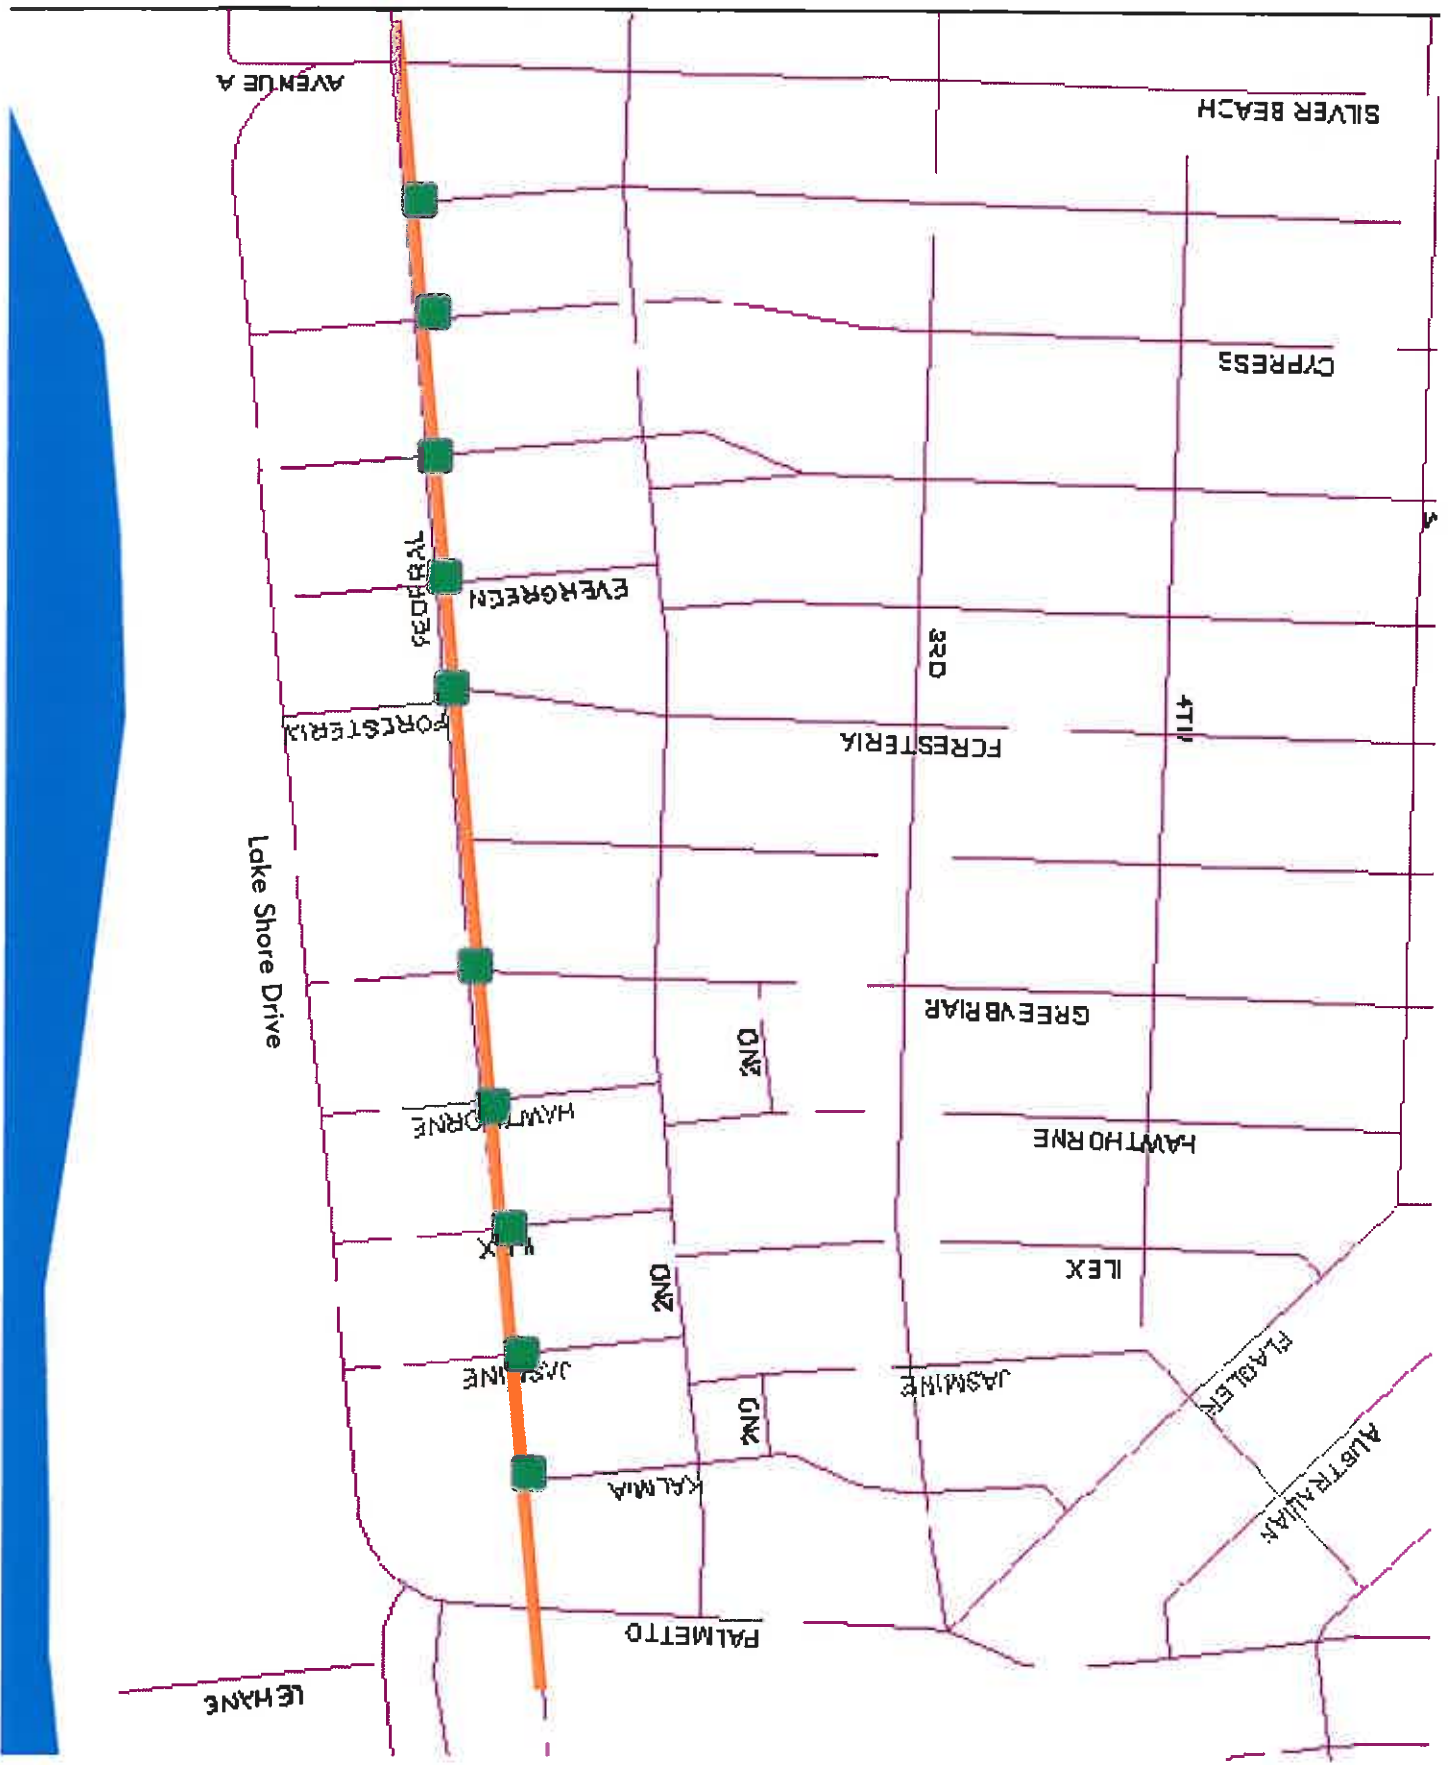 AVENUE A
SILVER BEACH
CYPRESS
FEDERAL
EVERGREEN
3RD
4TH
FORESTERIA
FORESTERIA
Lake Shore Drive
GREENBRIAR
2ND
HAWTHORNE
HAWTHORNE
ILEX
2ND
ILEX
JASMINE
JASMINE
FLAGLER
2ND
AUSTRALIAN
KALMIA
PALMETTO
LEHANE